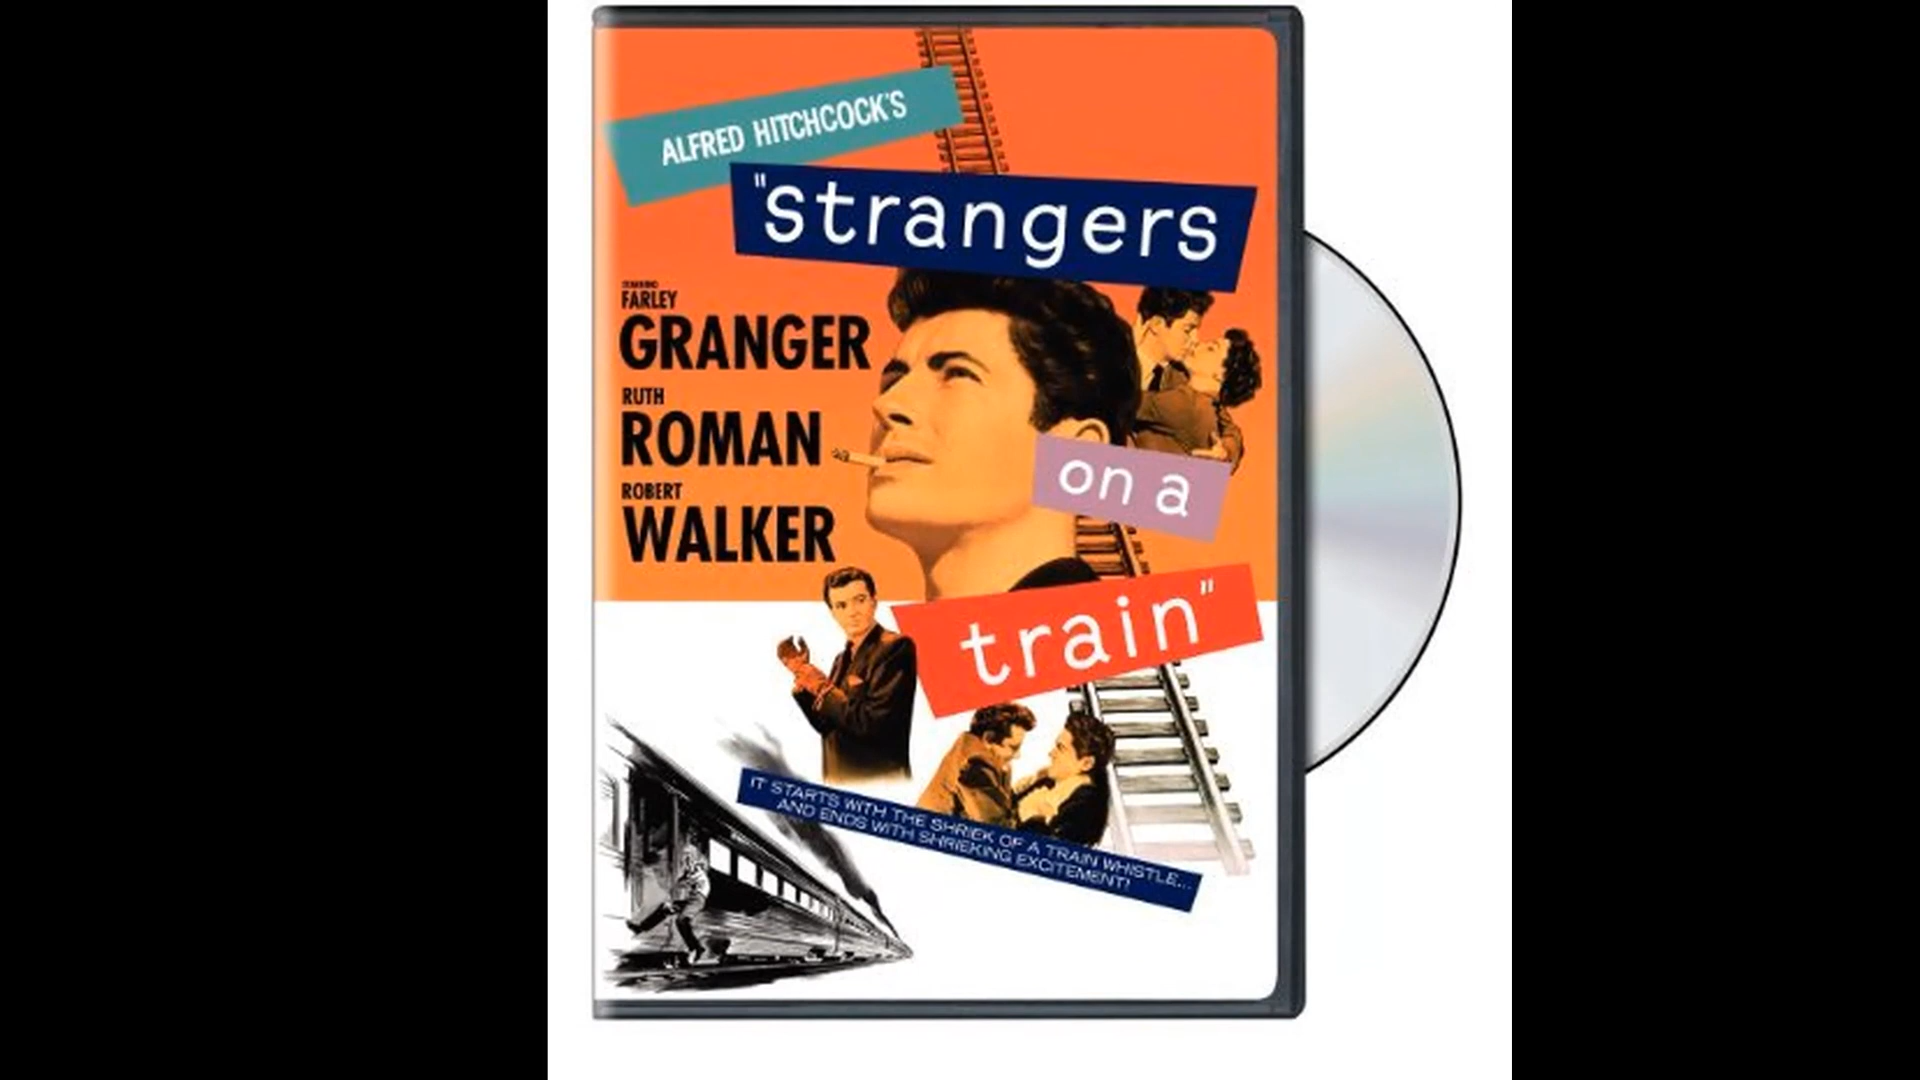 ALFRED HITCHCOCK'S
"strangers
STARRING
FARLEY
GRANGER
RUTH
ROMAN
ROBERT
WALKER
on a
train"
IT STARTS WITH THE SHRIEK OF A TRAIN WHISTLE...
AND ENDS WITH SHRIEKING EXCITEMENT!